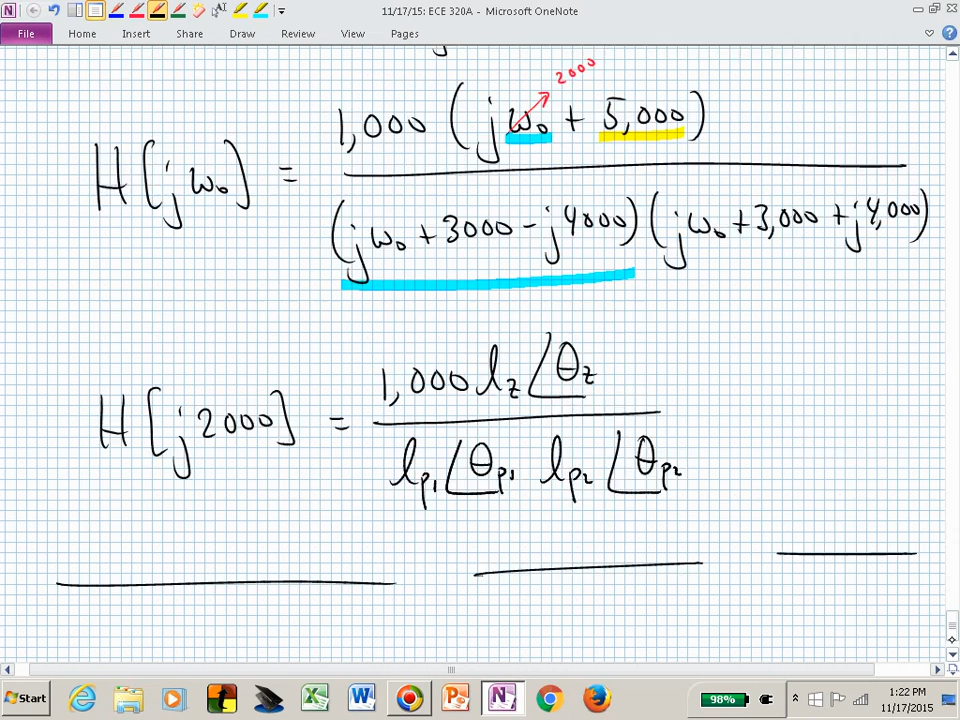 11/17/15: ECE 320A - Microsoft OneNote
File Home Insert Share Draw Review View Pages
2000
1,000 (jω₀ + 5,000)
H(jω₀) =
(jω₀ + 3000 - j4000) (jω₀ + 3,000 + j4,000)
1,000 l_z ∠θ_z
H(j2000) =
l_p1 ∠θ_p1 l_p2 ∠θ_p2
Start
98%
1:22 PM
11/17/2015